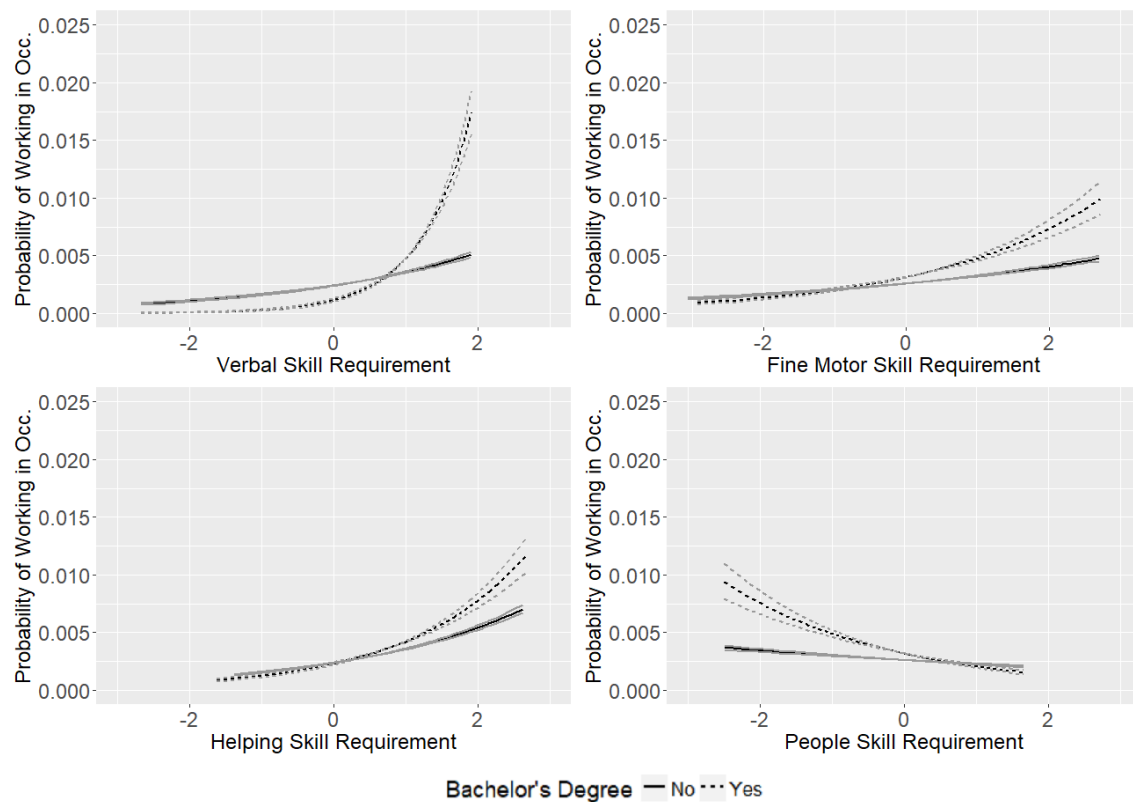 Probability of Working in Occ.
0.025
0.020
0.015
0.010
0.005
0.000
-2 0 2
Verbal Skill Requirement
Probability of Working in Occ.
0.025
0.020
0.015
0.010
0.005
0.000
-2 0 2
Fine Motor Skill Requirement
Probability of Working in Occ.
0.025
0.020
0.015
0.010
0.005
0.000
-2 0 2
Helping Skill Requirement
Probability of Working in Occ.
0.025
0.020
0.015
0.010
0.005
0.000
-2 0 2
People Skill Requirement
Bachelor's Degree No Yes